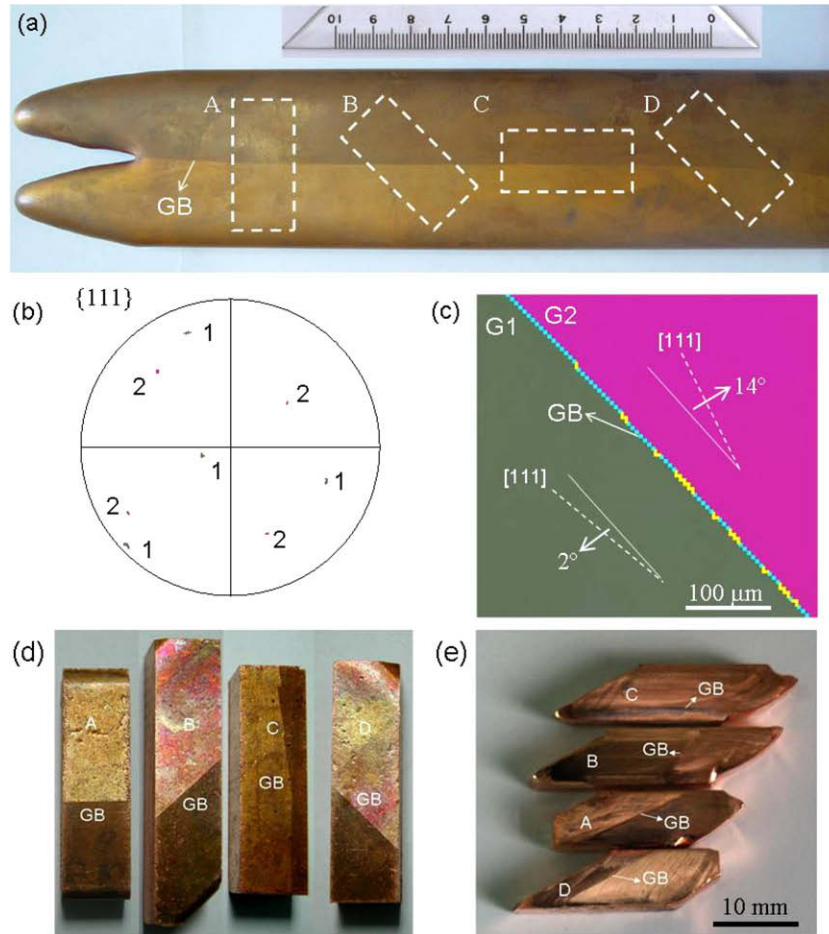 (a)
10 9 8 7 6 5 4 3 2 1 0
A B C D
GB
(b)
{111}
1
2
2
1
1
2
1
2
(c)
G1 G2
[111]
14°
GB
[111]
2°
100 μm
(d)
A B C D
GB GB GB GB
(e)
C GB
B GB
A GB
D GB
10 mm